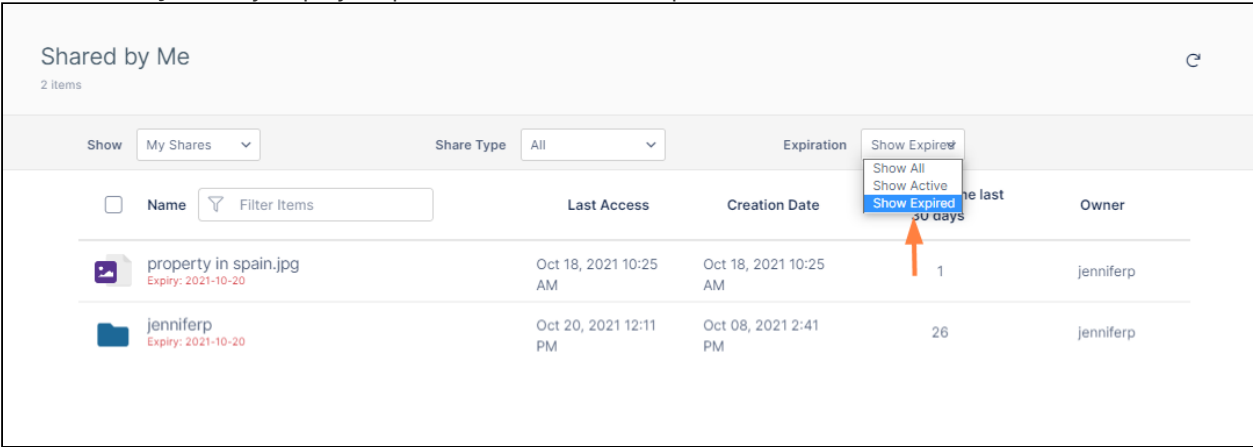 Shared by Me
2 items
Show My Shares Share Type All Expiration Show Expired
Show All
Show Active
Show Expired
Name Filter Items Last Access Creation Date last 30 days Owner
property in spain.jpg Oct 18, 2021 10:25 AM Oct 18, 2021 10:25 AM 1 jenniferp
Expiry: 2021-10-20
jenniferp Oct 20, 2021 12:11 PM Oct 08, 2021 2:41 PM 26 jenniferp
Expiry: 2021-10-20